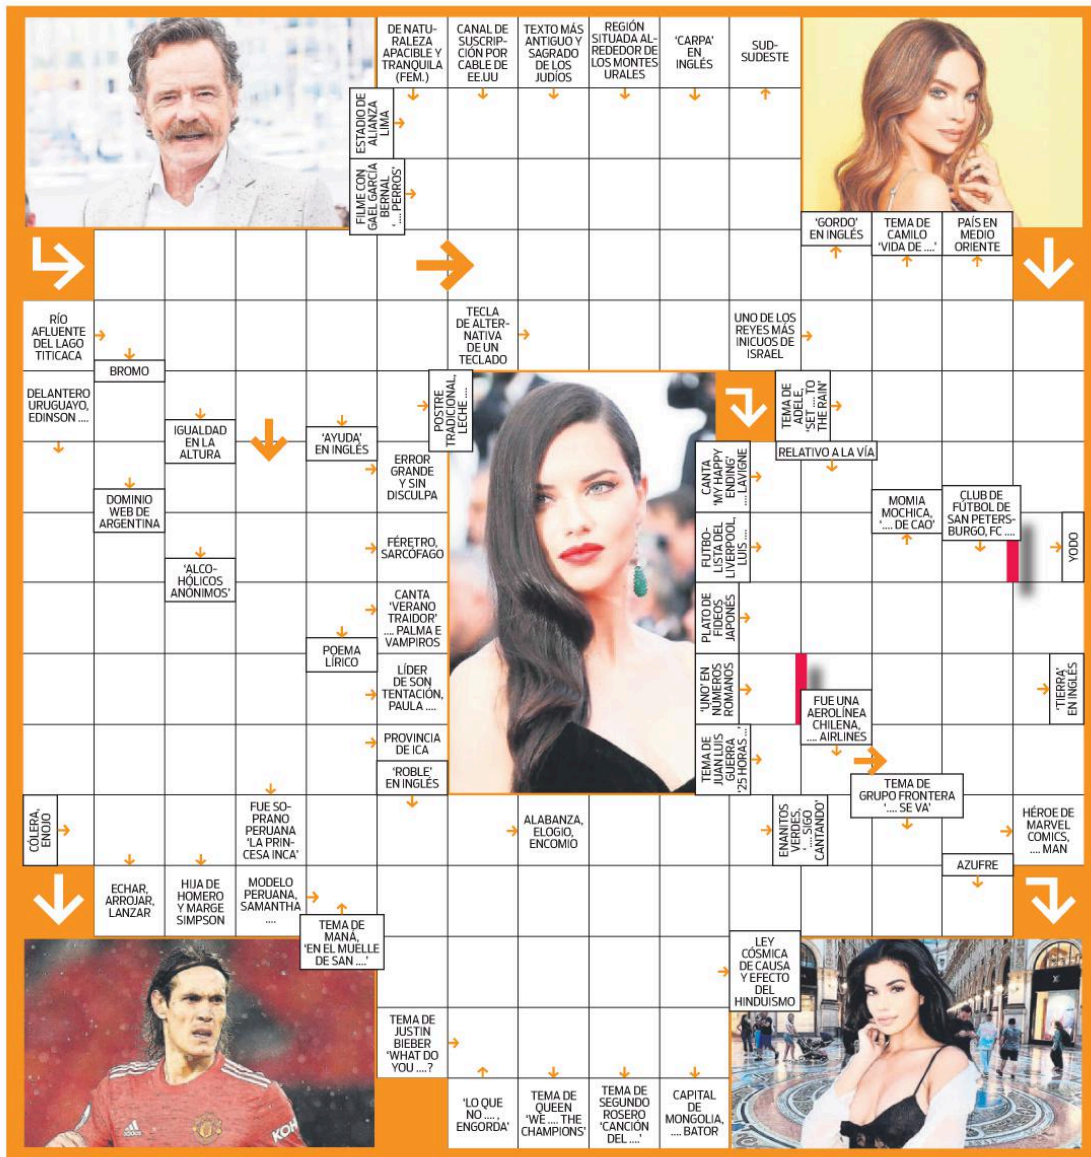 DE NATU-
RALEZA
APACIBLE Y
TRANQUILA
(FEM.)
CANAL DE
SUSCRIP-
CIÓN POR
CABLE DE
EE.UU
TEXTO MÁS
ANTIGUO Y
SAGRADO
DE LOS
JUDÍOS
REGIÓN
SITUADA AL-
REDEDOR DE
LOS MONTES
URALES
'CARPA'
EN
INGLÉS
SUD-
SUDESTE
ESTADIO DE
ALIANZA
LIMA
FILME CON
GAEL GARCÍA
BERNAL
'.... PERROS'
'GORDO'
EN INGLÉS
TEMA DE
CAMILO
'VIDA DE ....'
PAÍS EN
MEDIO
ORIENTE
RÍO
AFLUENTE
DEL LAGO
TITICACA
BROMO
TECLA
DE ALTER-
NATIVA
DE UN
TECLADO
UNO DE LOS
REYES MÁS
INICUOS DE
ISRAEL
DELANTERO
URUGUAYO,
EDINSON ....
IGUALDAD
EN LA
ALTURA
'AYUDA'
EN INGLÉS
POSTRE
TRADICIONAL,
LECHE ....
TEMA DE
ADELE,
'SET .... TO
THE RAIN'
RELATIVO A LA VÍA
ERROR
GRANDE
Y SIN
DISCULPA
CANTA
'MY HAPPY
ENDING'
.... LAVIGNE
DOMINIO
WEB DE
ARGENTINA
MOMIA
MOCHICA,
'.... DE CAO'
CLUB DE
FÚTBOL DE
SAN PETERS-
BURGO, FC ....
FÉRETRO,
SARCÓFAGO
FUTBO-
LISTA DEL
LIVERPOOL,
LUIS ....
YODO
'ALCO-
HÓLICOS
ANÓNIMOS'
CANTA
'VERANO
TRAIDOR'
.... PALMA E
VAMPIROS
PLATO DE
FIDEOS
JAPONÉS
POEMA
LÍRICO
LÍDER
DE SON
TENTACIÓN,
PAULA ....
'UNO' EN
NÚMEROS
ROMANOS
FUE UNA
AEROLÍNEA
CHILENA,
.... AIRLINES
'TIERRA'
EN INGLÉS
PROVINCIA
DE ICA
'ROBLE'
EN INGLÉS
TEMA DE
JUAN LUIS
GUERRA
'25 HORAS ...'
TEMA DE
GRUPO FRONTERA
'.... SE VA'
CÓLERA,
ENOJO
FUE SO-
PRANO
PERUANA
'LA PRIN-
CESA INCA'
ALABANZA,
ELOGIO,
ENCOMIO
ENANITOS
VERDES,
'.... SIGO
CANTANDO'
HÉROE DE
MARVEL
COMICS,
.... MAN
AZUFRE
ECHAR,
ARROJAR,
LANZAR
HIJA DE
HOMERO
Y MARGE
SIMPSON
MODELO
PERUANA,
SAMANTHA
....
TEMA DE
MANÁ,
'EN EL MUELLE
DE SAN ....'
LEY
CÓSMICA
DE CAUSA
Y EFECTO
DEL
HINDUISMO
TEMA DE
JUSTIN
BIEBER
'WHAT DO
YOU ....?
'LO QUE
NO .... ,
ENGORDA'
TEMA DE
QUEEN
'WE .... THE
CHAMPIONS'
TEMA DE
SEGUNDO
ROSERO
'CANCIÓN
DEL ....'
CAPITAL
DE
MONGOLIA,
.... BATOR
KOH